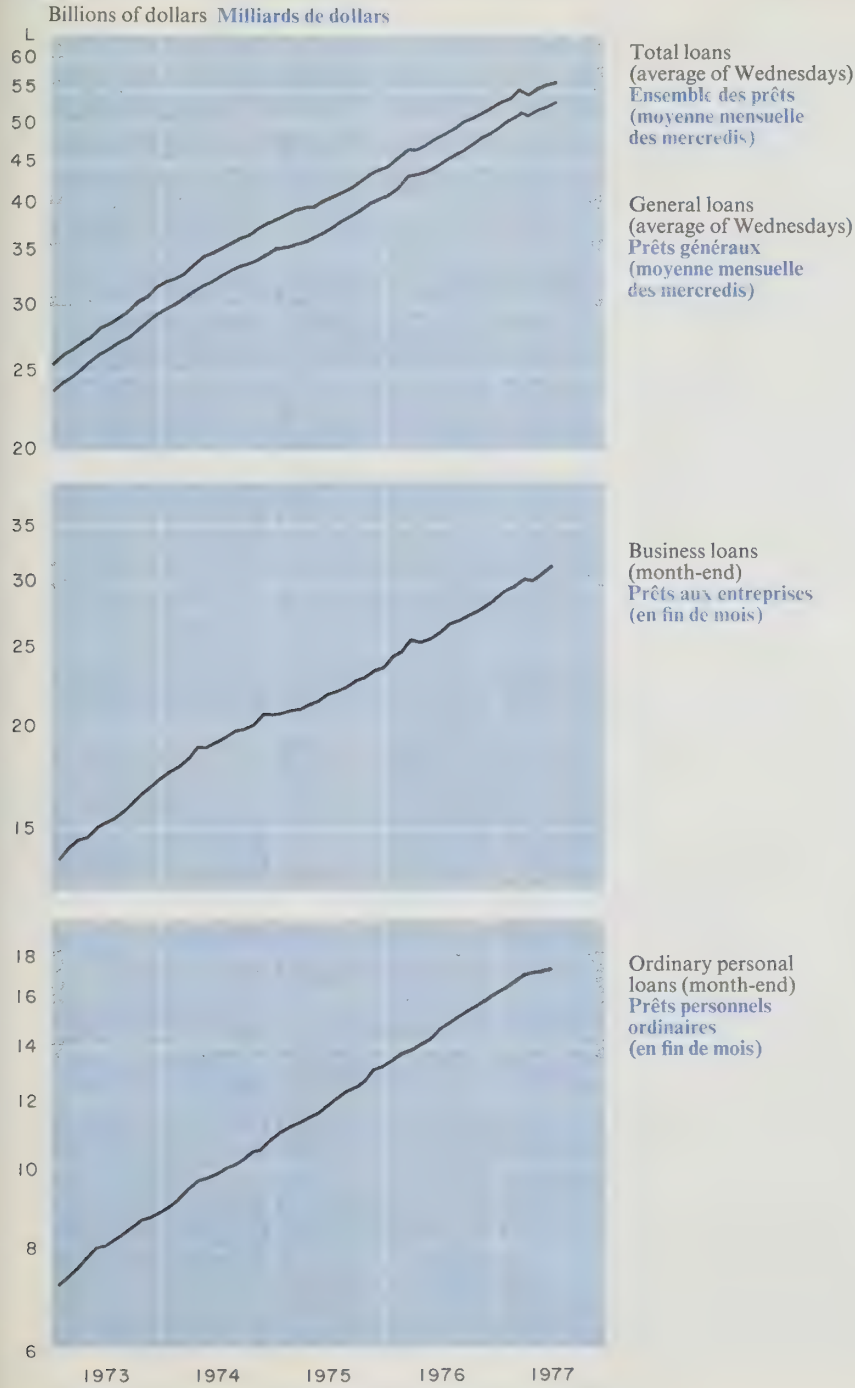 Billions of dollars Milliards de dollars
L
60
55
50
45
40
35
30
25
20
Total loans
(average of Wednesdays)
Ensemble des prêts
(moyenne mensuelle
des mercredis)
General loans
(average of Wednesdays)
Prêts généraux
(moyenne mensuelle
des mercredis)
35
30
25
20
15
Business loans
(month-end)
Prêts aux entreprises
(en fin de mois)
18
16
14
12
10
8
6
Ordinary personal
loans (month-end)
Prêts personnels
ordinaires
(en fin de mois)
1973 1974 1975 1976 1977